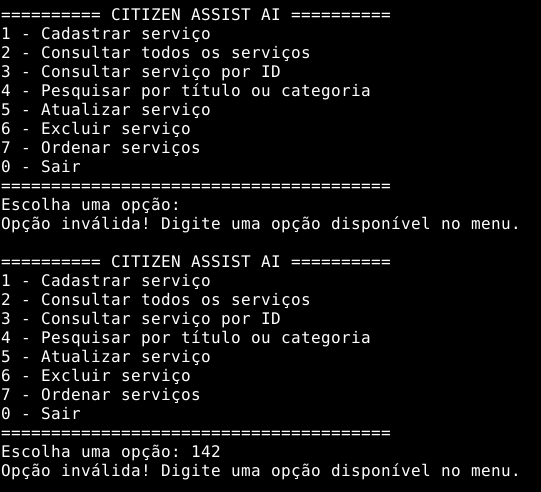 ========== CITIZEN ASSIST AI ==========
1 - Cadastrar serviço
2 - Consultar todos os serviços
3 - Consultar serviço por ID
4 - Pesquisar por título ou categoria
5 - Atualizar serviço
6 - Excluir serviço
7 - Ordenar serviços
0 - Sair
=======================================
Escolha uma opção:
Opção inválida! Digite uma opção disponível no menu.

========== CITIZEN ASSIST AI ==========
1 - Cadastrar serviço
2 - Consultar todos os serviços
3 - Consultar serviço por ID
4 - Pesquisar por título ou categoria
5 - Atualizar serviço
6 - Excluir serviço
7 - Ordenar serviços
0 - Sair
=======================================
Escolha uma opção: 142
Opção inválida! Digite uma opção disponível no menu.